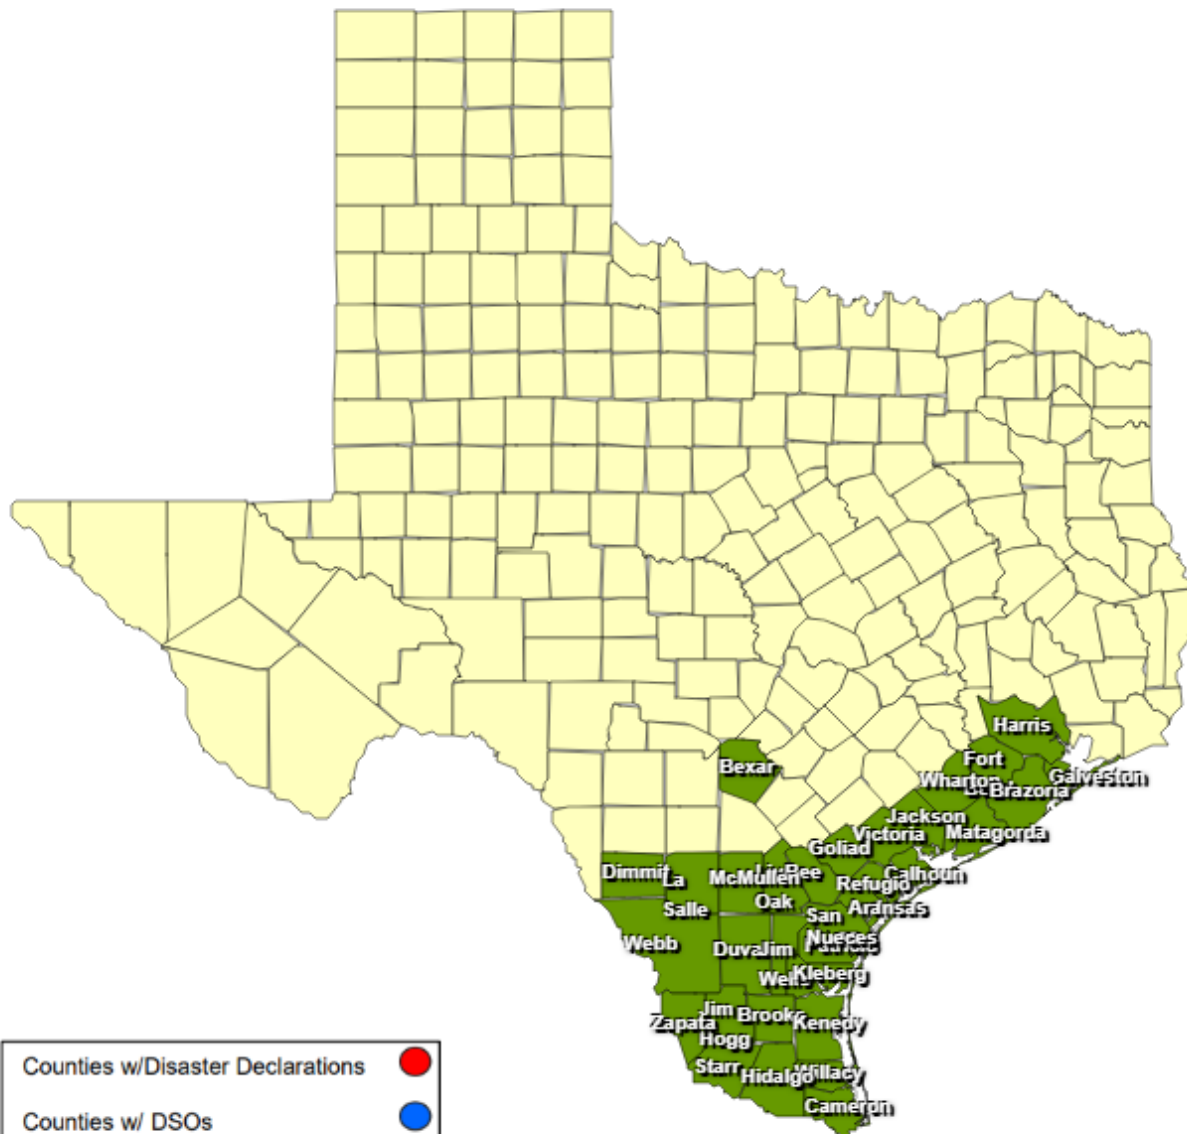 Harris
Fort
Galveston
Bexar
Wharton
Brazoria
Jackson
Victoria
Matagorda
Goliad
Dimmit
La
McMullen
Bee
Calhoun
Refugio
Salle
Oak
San
Aransas
Webb
Nueces
Duval
Jim
Wells
Kleberg
Jim
Brooks
Zapata
Kenedy
Hogg
Starr
Hidalgo
Willacy
Cameron
Counties w/Disaster Declarations
Counties w/ DSOs